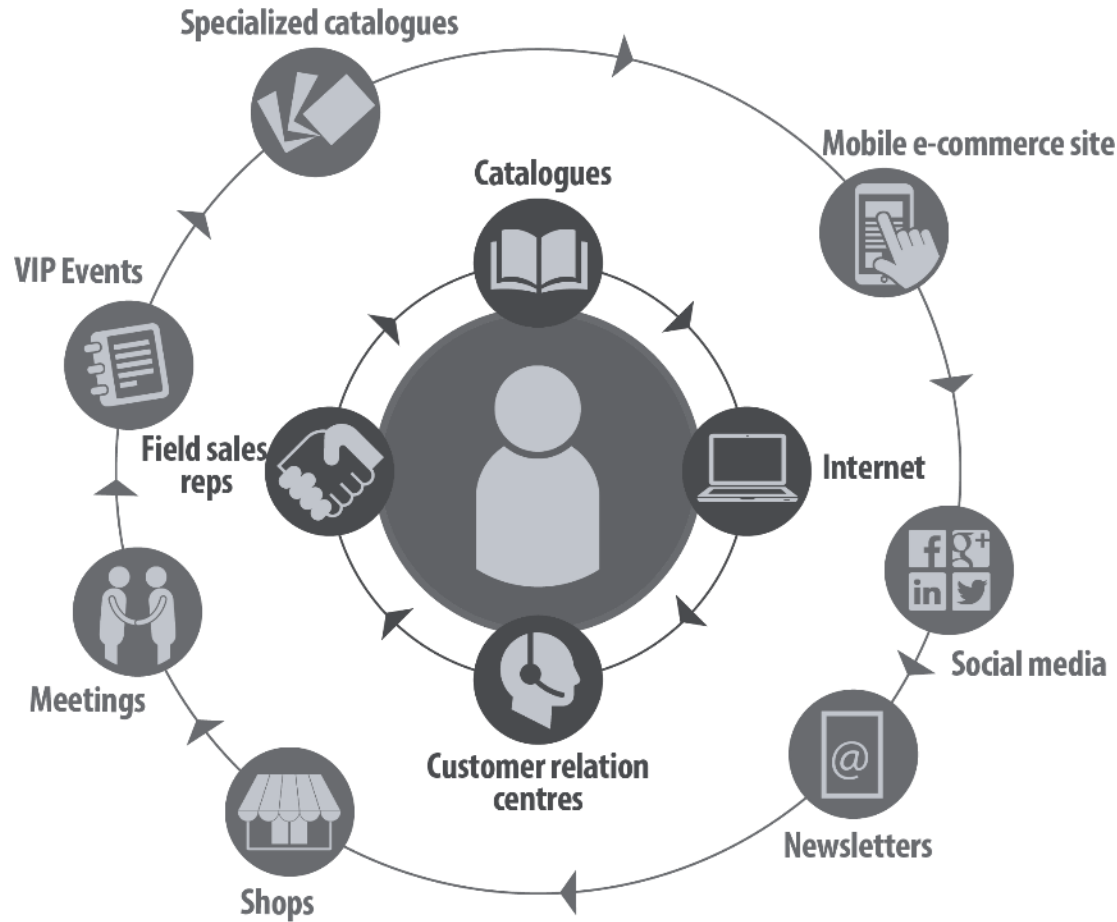 Specialized catalogues
Mobile e-commerce site
Catalogues
VIP Events
Field sales
reps
Internet
f g+
in
Social media
Meetings
Customer relation
centres
@
Newsletters
Shops